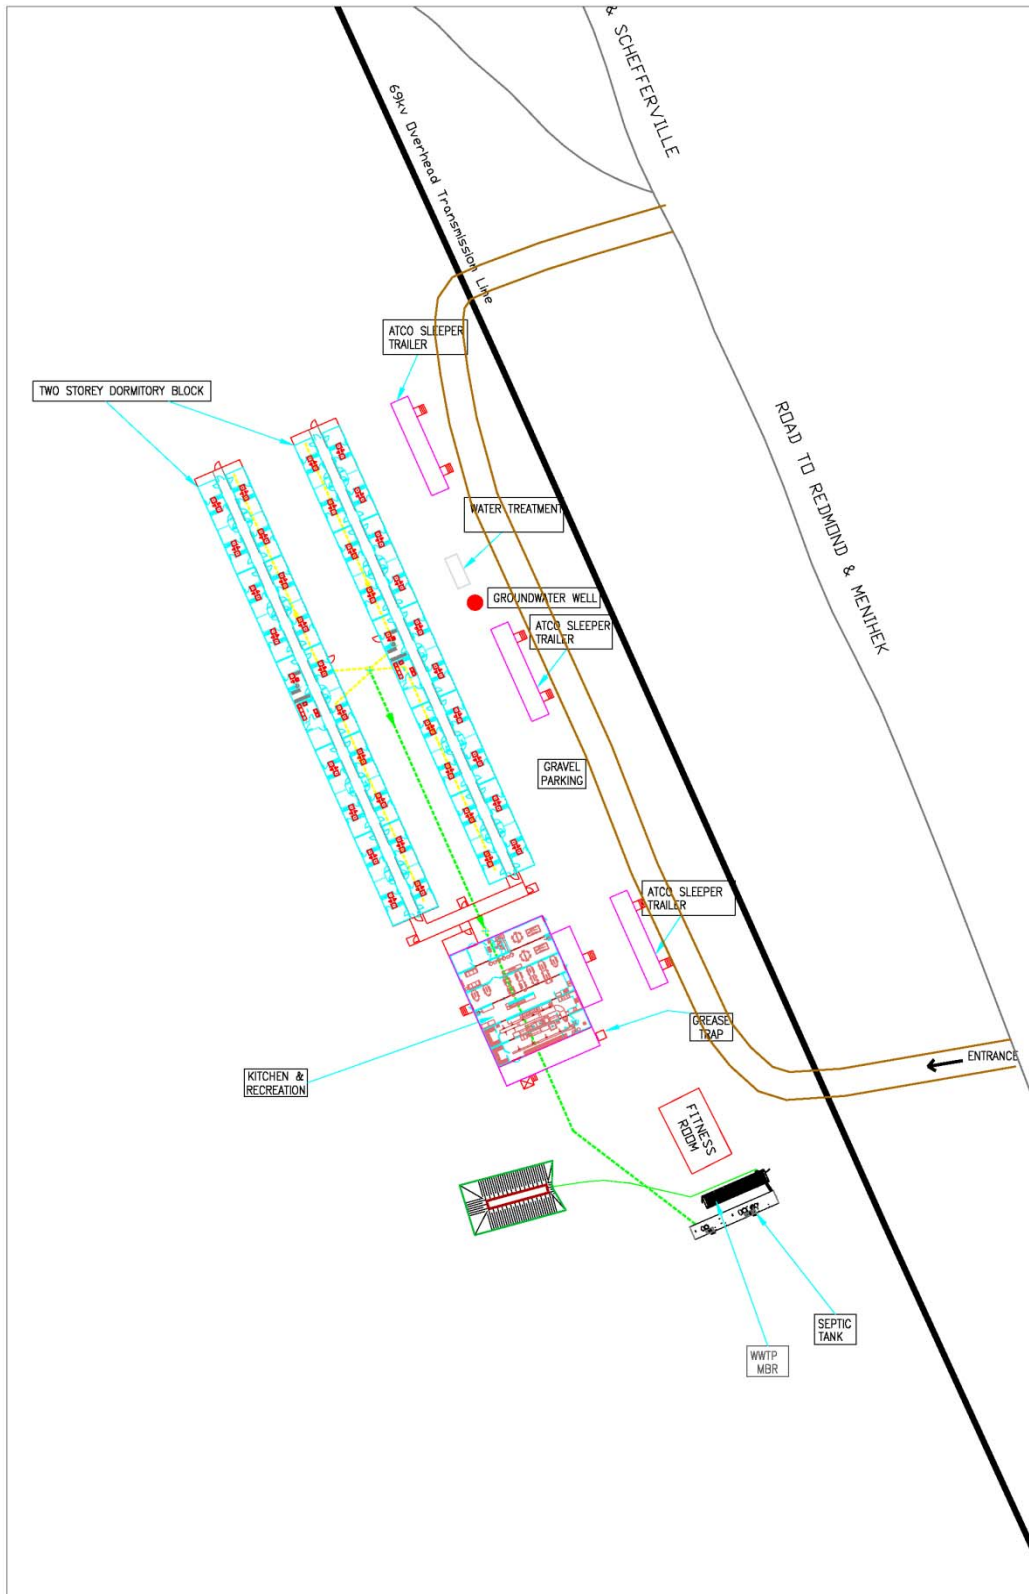 & SCHEFFERVILLE
69kv Overhead Transmission Line
ATCO SLEEPER
TRAILER
TWO STOREY DORMITORY BLOCK
ROAD TO REDMOND & MENIHEK
WATER TREATMENT
GROUNDWATER WELL
ATCO SLEEPER
TRAILER
GRAVEL
PARKING
ATCO SLEEPER
TRAILER
GREASE
TRAP
ENTRANCE
KITCHEN &
RECREATION
FITNESS
ROOM
SEPTIC
TANK
WWTP
MBR